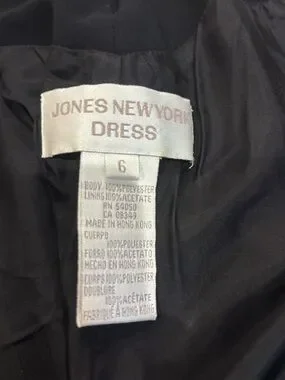 JONES NEW YORK
DRESS
6
BODY 100%POLYESTER
LINING 100%ACETATE
RN 54050
CA 08349
MADE IN HONG KONG
CUERPO
100%POLYESTER
FORRO 100%ACETATO
HECHO EN HONG KONG
CORPS 100%POLYESTER
DOUBLURE
100%ACÉTATE
FABRIQUÉ À HONG KONG